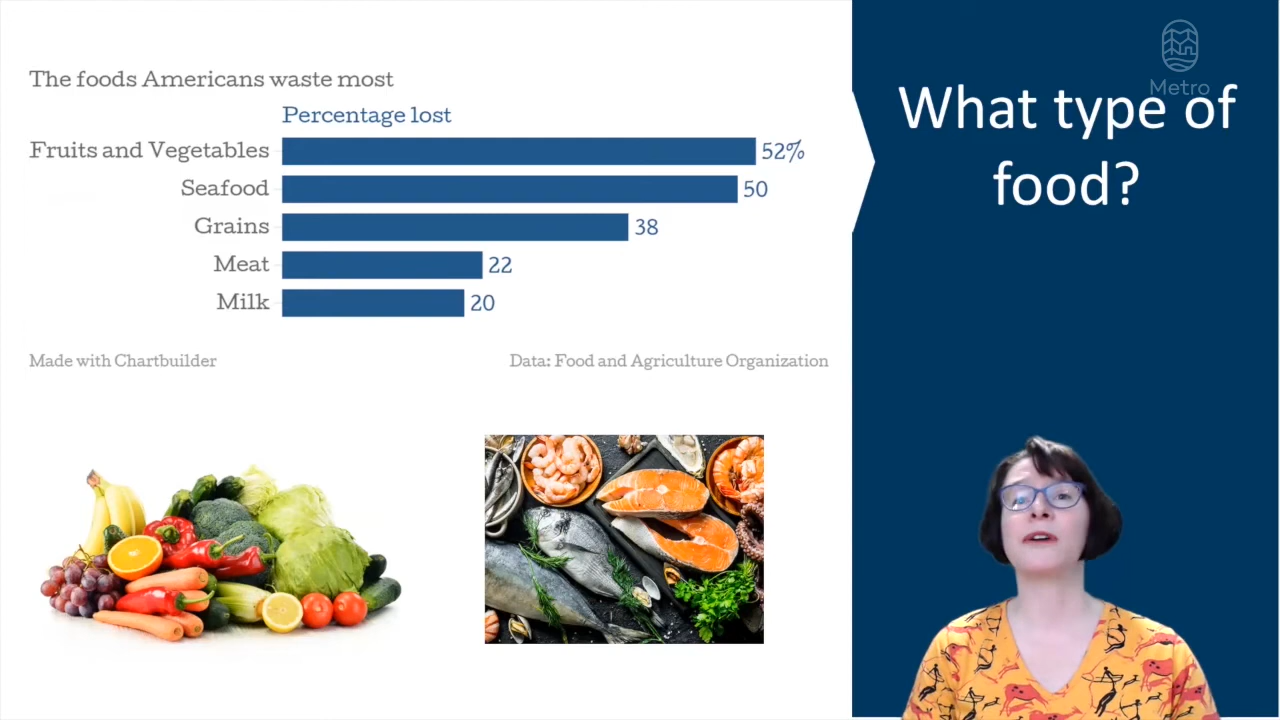 The foods Americans waste most
Percentage lost
Fruits and Vegetables 52%
Seafood 50
Grains 38
Meat 22
Milk 20
Made with Chartbuilder
Data: Food and Agriculture Organization
Metro
What type of
food?